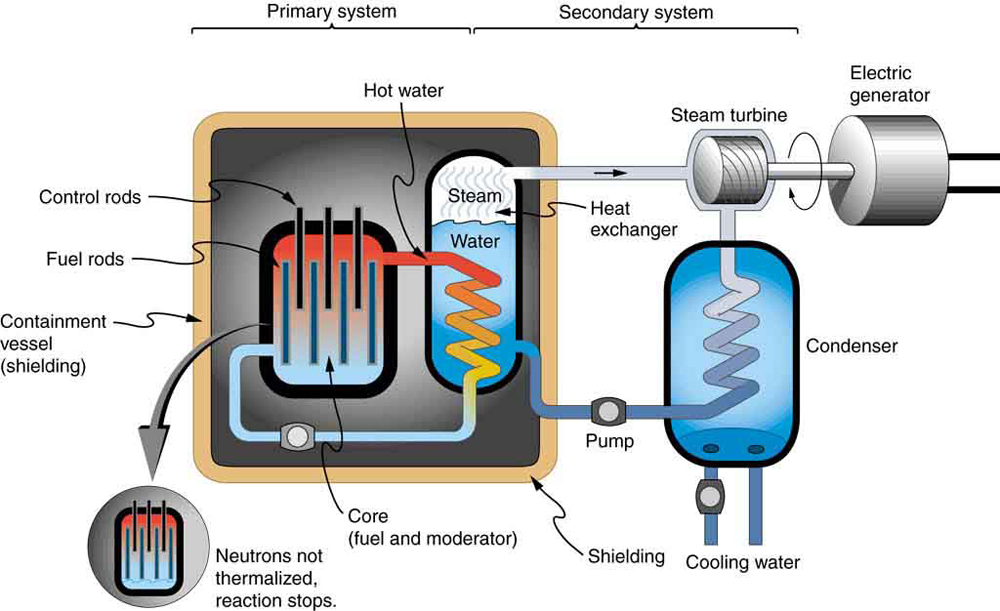 Primary system
Secondary system
Electric
generator
Hot water
Steam turbine
Control rods
Steam
Heat
exchanger
Water
Fuel rods
Containment
vessel
(shielding)
Condenser
Pump
Core
(fuel and moderator)
Shielding
Cooling water
Neutrons not
thermalized,
reaction stops.